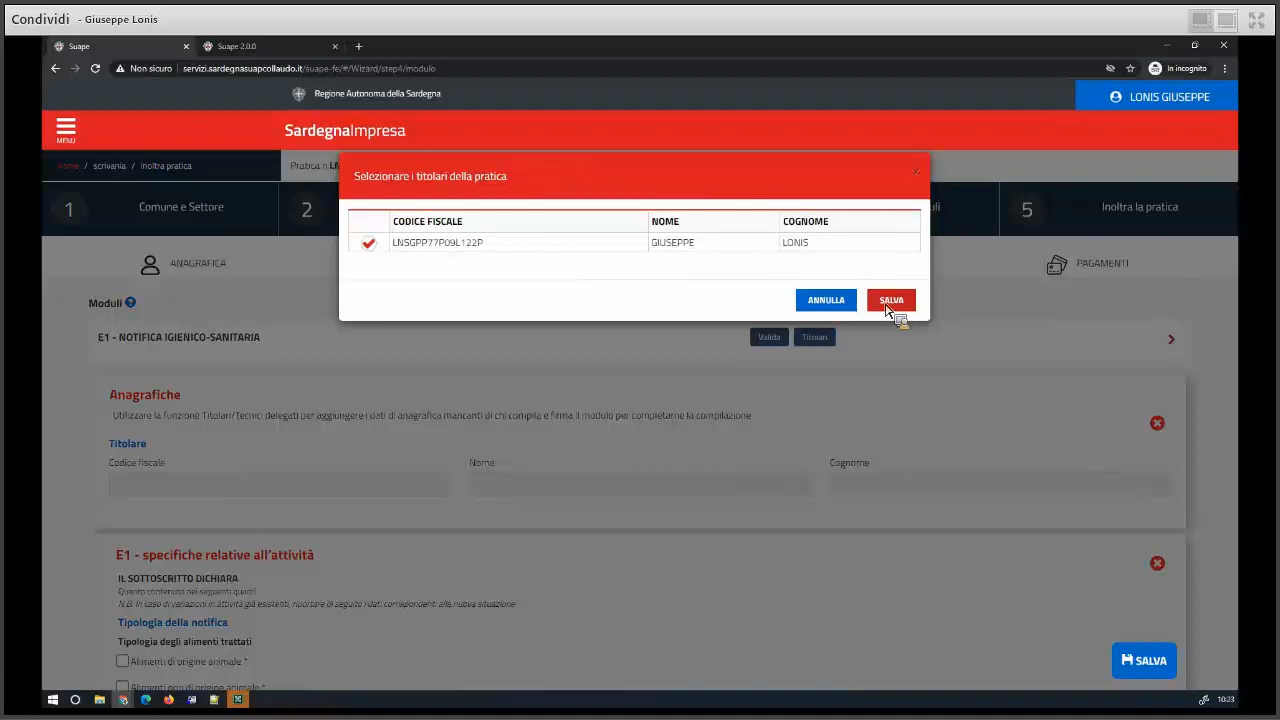 Condividi - Giuseppe Lonis
Suape × Suape 2.0.0 × +
Non sicuro servizi.sardegnasuapcollaudo.it/suape-fe/#/Wizard/step4/modulo In incognito
Regione Autonoma della Sardegna LONIS GIUSEPPE
MENU SardegnaImpresa
Home / scrivania / Inoltra pratica Pratica n.
Selezionare i titolari della pratica ×
1 Comune e Settore 2 5 Inoltra la pratica
CODICE FISCALE NOME COGNOME
LNSGPP77P09L122P GIUSEPPE LONIS
ANAGRAFICA PAGAMENTI
ANNULLA SALVA
Moduli ?
E1 - NOTIFICA IGIENICO-SANITARIA Valida Titolari
Anagrafiche
Utilizzare la funzione Titolari/Tecnici delegati per aggiungere i dati di anagrafica mancanti di chi compila e firma il modulo per completarne la compilazione
Titolare
Codice fiscale Nome Cognome
E1 - specifiche relative all'attività
IL SOTTOSCRITTO DICHIARA
Quanto contenuto nei seguenti quadri
N.B. In caso di variazioni in attività già esistenti, riportare di seguito i dati corrispondenti alla nuova situazione
Tipologia della notifica
Tipologia degli alimenti trattati
Alimenti di origine animale *
SALVA
Alimenti non di origine animale *
10:23